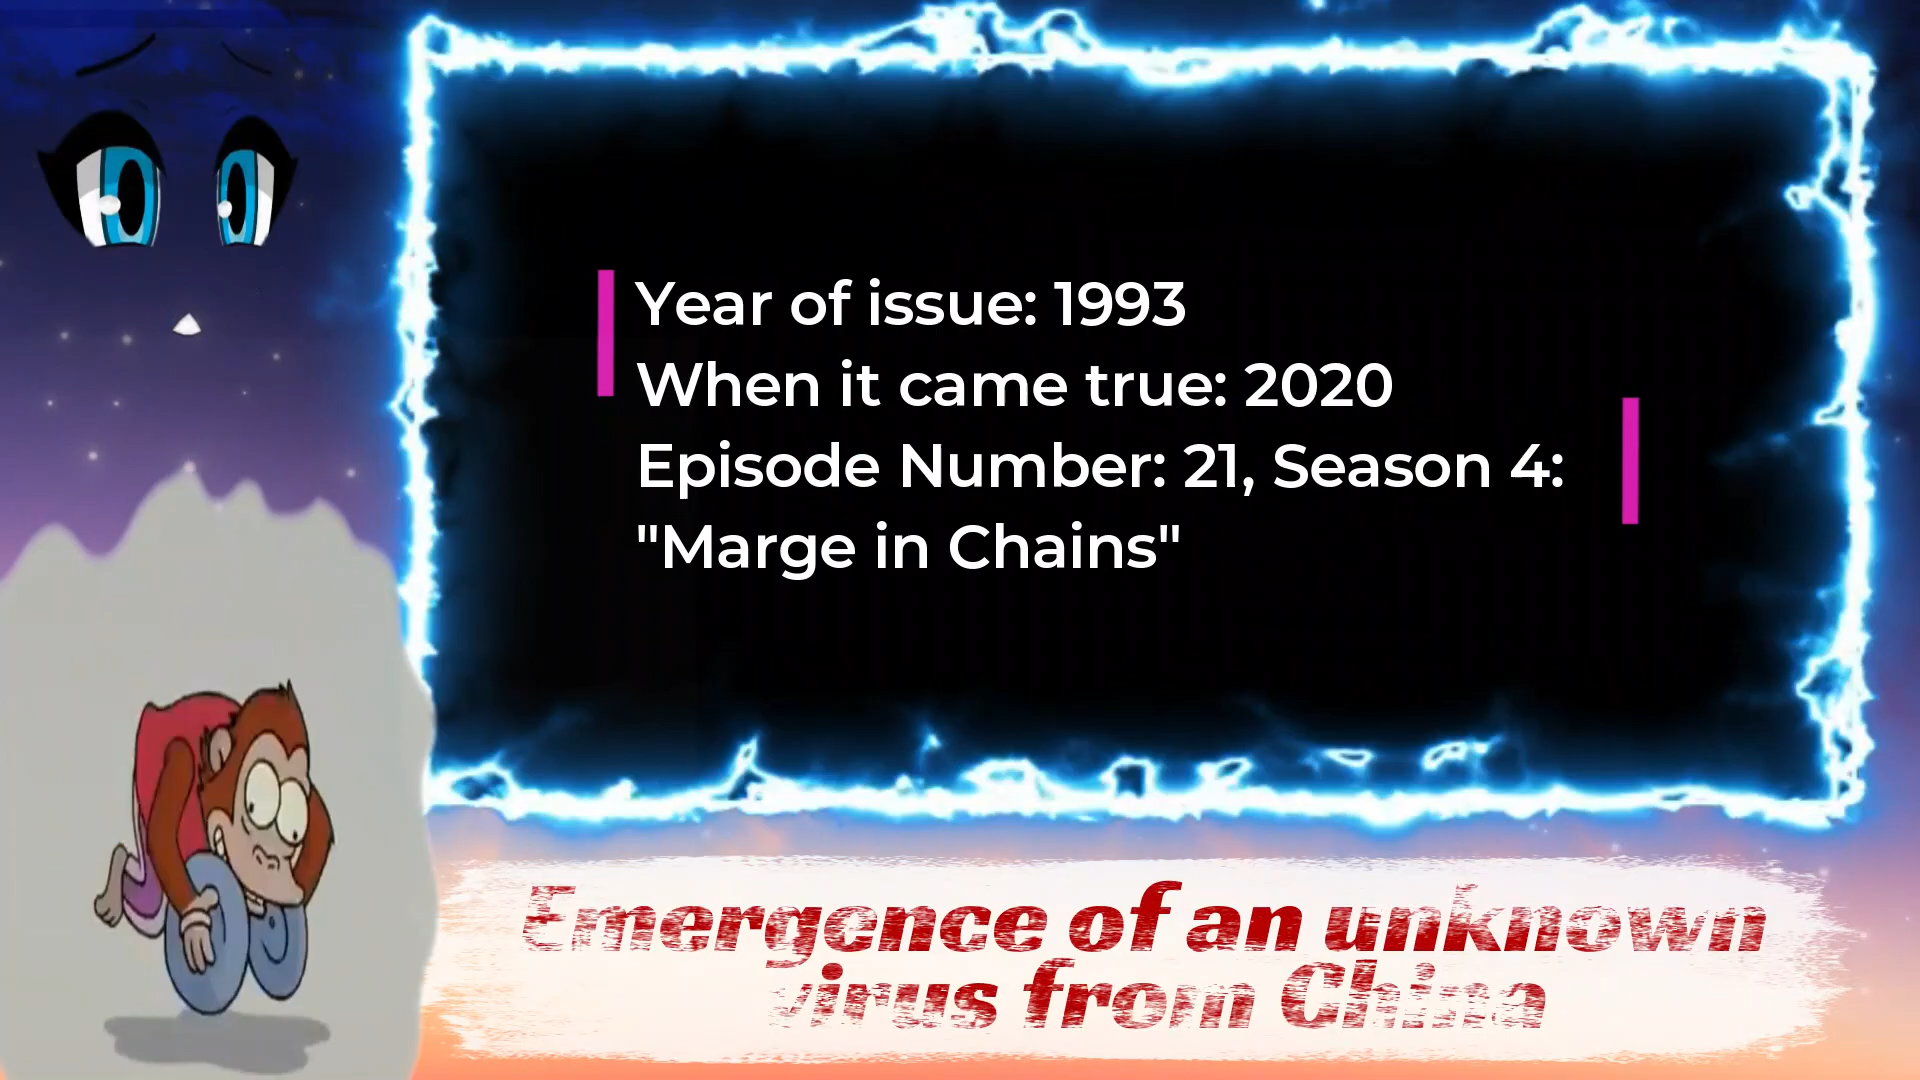 Year of issue: 1993
When it came true: 2020
Episode Number: 21, Season 4:
"Marge in Chains"
Emergence of an unknown
virus from China